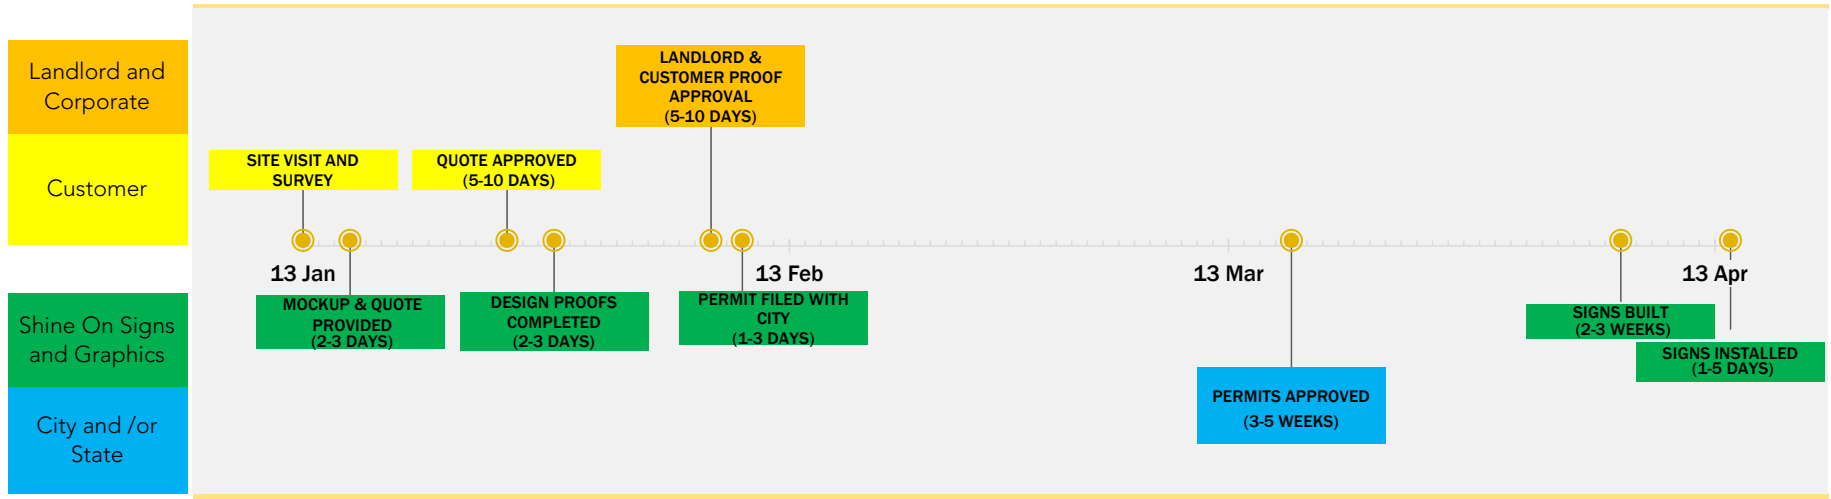 Landlord and
Corporate
Customer
Shine On Signs
and Graphics
City and /or
State
LANDLORD &
CUSTOMER PROOF
APPROVAL
(5-10 DAYS)
SITE VISIT AND
SURVEY
QUOTE APPROVED
(5-10 DAYS)
13 Jan
13 Feb
13 Mar
13 Apr
MOCKUP & QUOTE
PROVIDED
(2-3 DAYS)
DESIGN PROOFS
COMPLETED
(2-3 DAYS)
PERMIT FILED WITH
CITY
(1-3 DAYS)
PERMITS APPROVED
(3-5 WEEKS)
SIGNS BUILT
(2-3 WEEKS)
SIGNS INSTALLED
(1-5 DAYS)